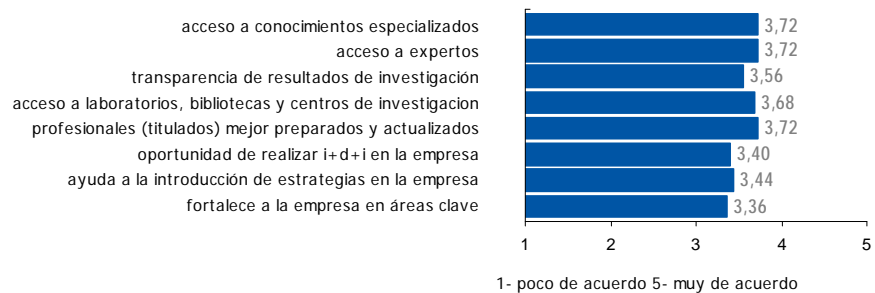 acceso a conocimientos especializados 3,72
acceso a expertos 3,72
transparencia de resultados de investigación 3,56
acceso a laboratorios, bibliotecas y centros de investigacion 3,68
profesionales (titulados) mejor preparados y actualizados 3,72
oportunidad de realizar i+d+i en la empresa 3,40
ayuda a la introducción de estrategias en la empresa 3,44
fortalece a la empresa en áreas clave 3,36
1 2 3 4 5
1- poco de acuerdo 5- muy de acuerdo